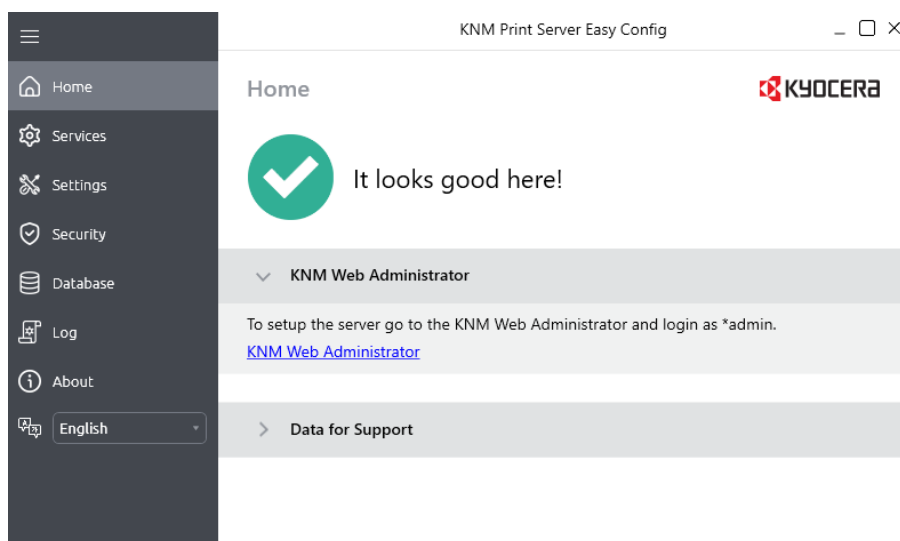 KNM Print Server Easy Config
Home
Services
Settings
Security
Database
Log
About
English
Home
KYOCERA
It looks good here!
KNM Web Administrator
To setup the server go to the KNM Web Administrator and login as *admin.
KNM Web Administrator
Data for Support